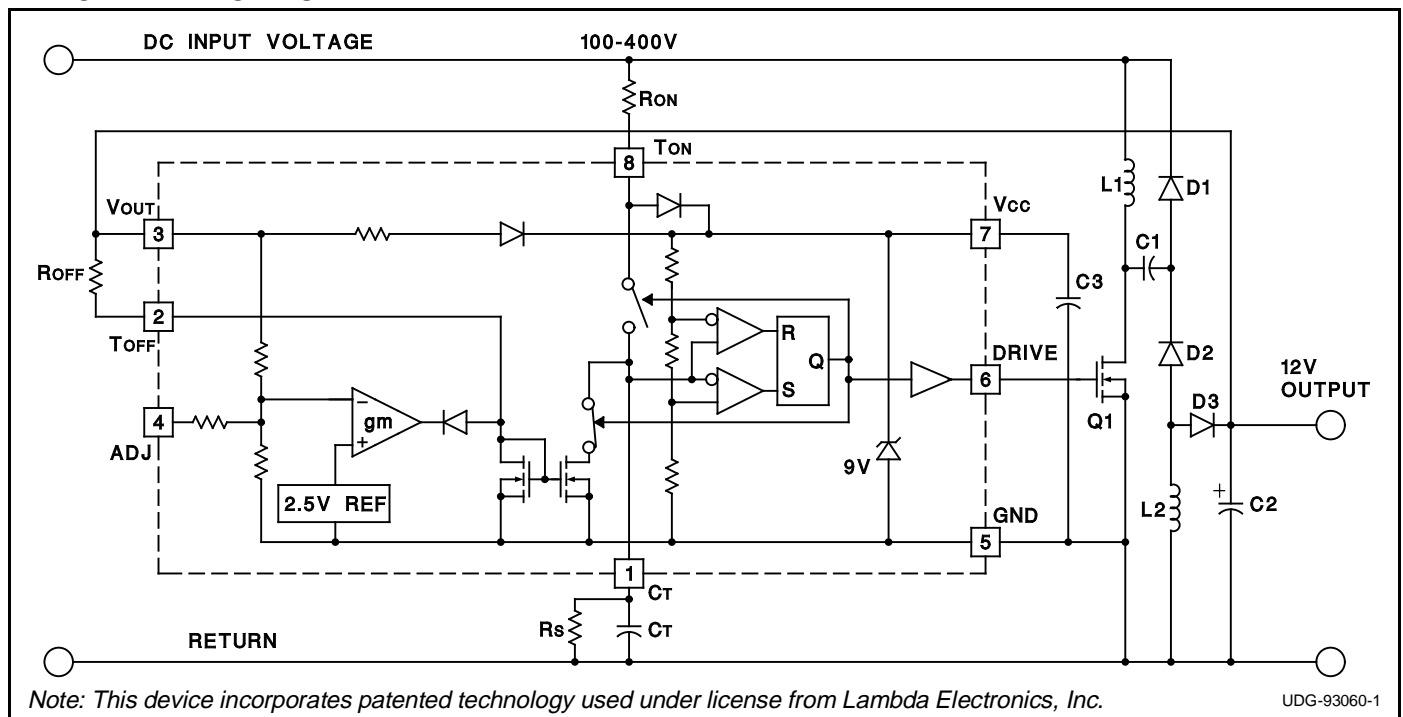 DC INPUT VOLTAGE 100-400V
RON
8 TON
VOUT
3
VCC
7
L1
D1
C1
ROFF
2
TOFF
C3
R
Q
S
DRIVE
6
D2
12V
OUTPUT
D3
Q1
4
ADJ
−
gm
+
2.5V REF
9V
L2
+
C2
GND
5
1
CT
RS
CT
RETURN
Note: This device incorporates patented technology used under license from Lambda Electronics, Inc.
UDG-93060-1